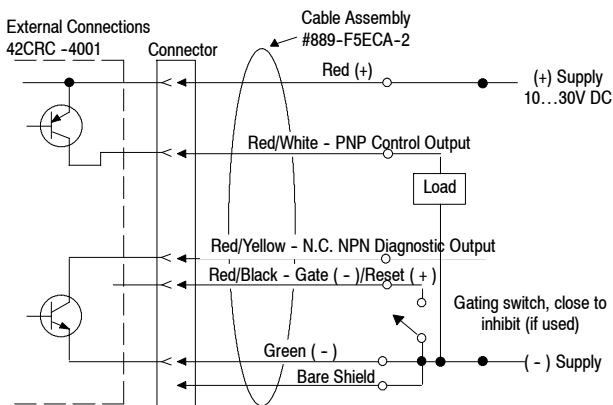 External Connections
42CRC -4001
Connector
Cable Assembly
#889-F5ECA-2
Red (+)
(+) Supply
10...30V DC
Red/White - PNP Control Output
Load
Red/Yellow - N.C. NPN Diagnostic Output
Red/Black - Gate ( - )/Reset ( + )
Gating switch, close to
inhibit (if used)
Green ( - )
( - ) Supply
Bare Shield